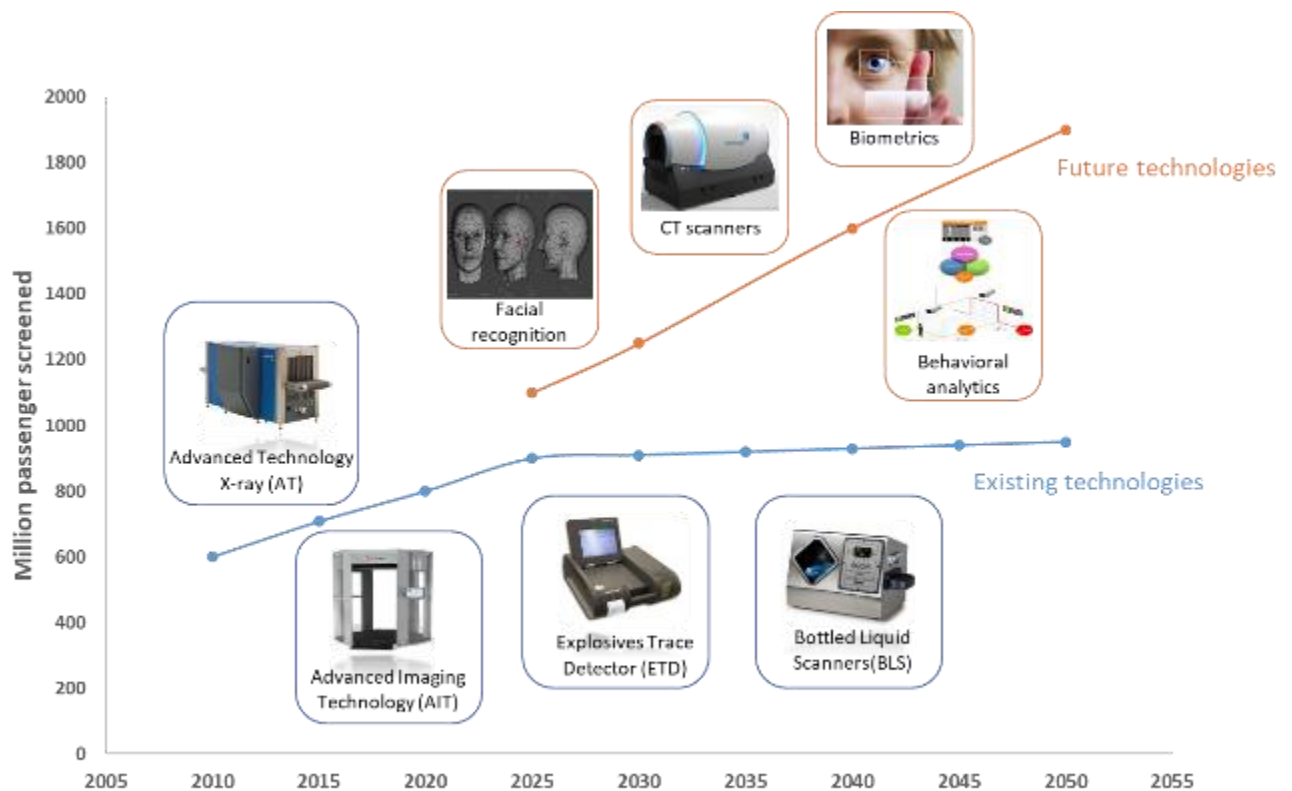 Biometrics
2000
1800
Future technologies
1600
CT scanners
1400
Facial
recognition
1200
Behavioral
analytics
Million passenger screened
1000
Advanced Technology
X-ray (AT)
Existing technologies
800
600
400
Explosives Trace
Detector (ETD)
Bottled Liquid
Scanners(BLS)
Advanced Imaging
Technology (AIT)
200
0
2005 2010 2015 2020 2025 2030 2035 2040 2045 2050 2055